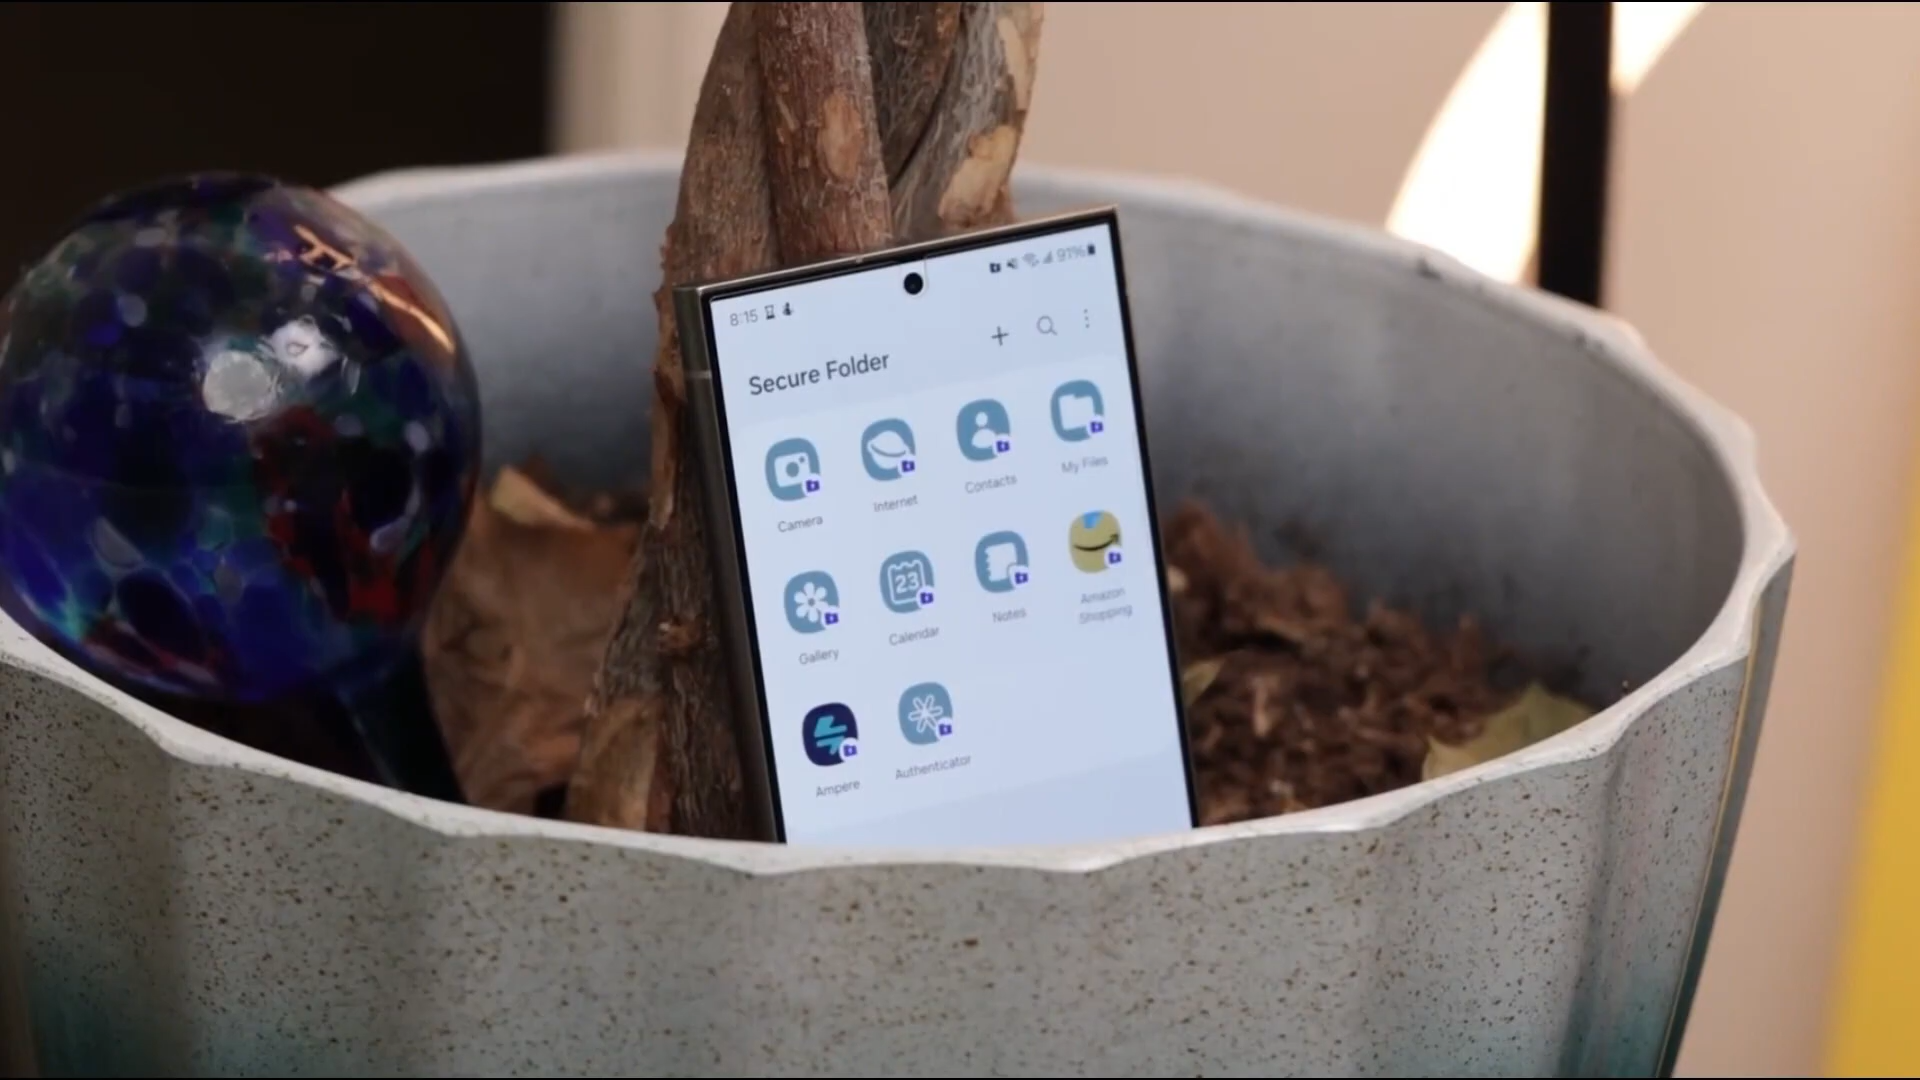 8:15 91%
Secure Folder
Camera Internet Contacts My Files
Gallery 23 Calendar Notes Amazon
Shopping
Ampere Authenticator